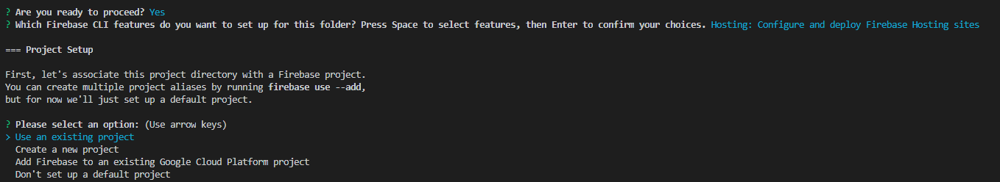 ? Are you ready to proceed? Yes
? Which Firebase CLI features do you want to set up for this folder? Press Space to select features, then Enter to confirm your choices. Hosting: Configure and deploy Firebase Hosting sites
=== Project Setup
First, let's associate this project directory with a Firebase project.
You can create multiple project aliases by running firebase use --add,
but for now we'll just set up a default project.
? Please select an option: (Use arrow keys)
> Use an existing project
Create a new project
Add Firebase to an existing Google Cloud Platform project
Don't set up a default project